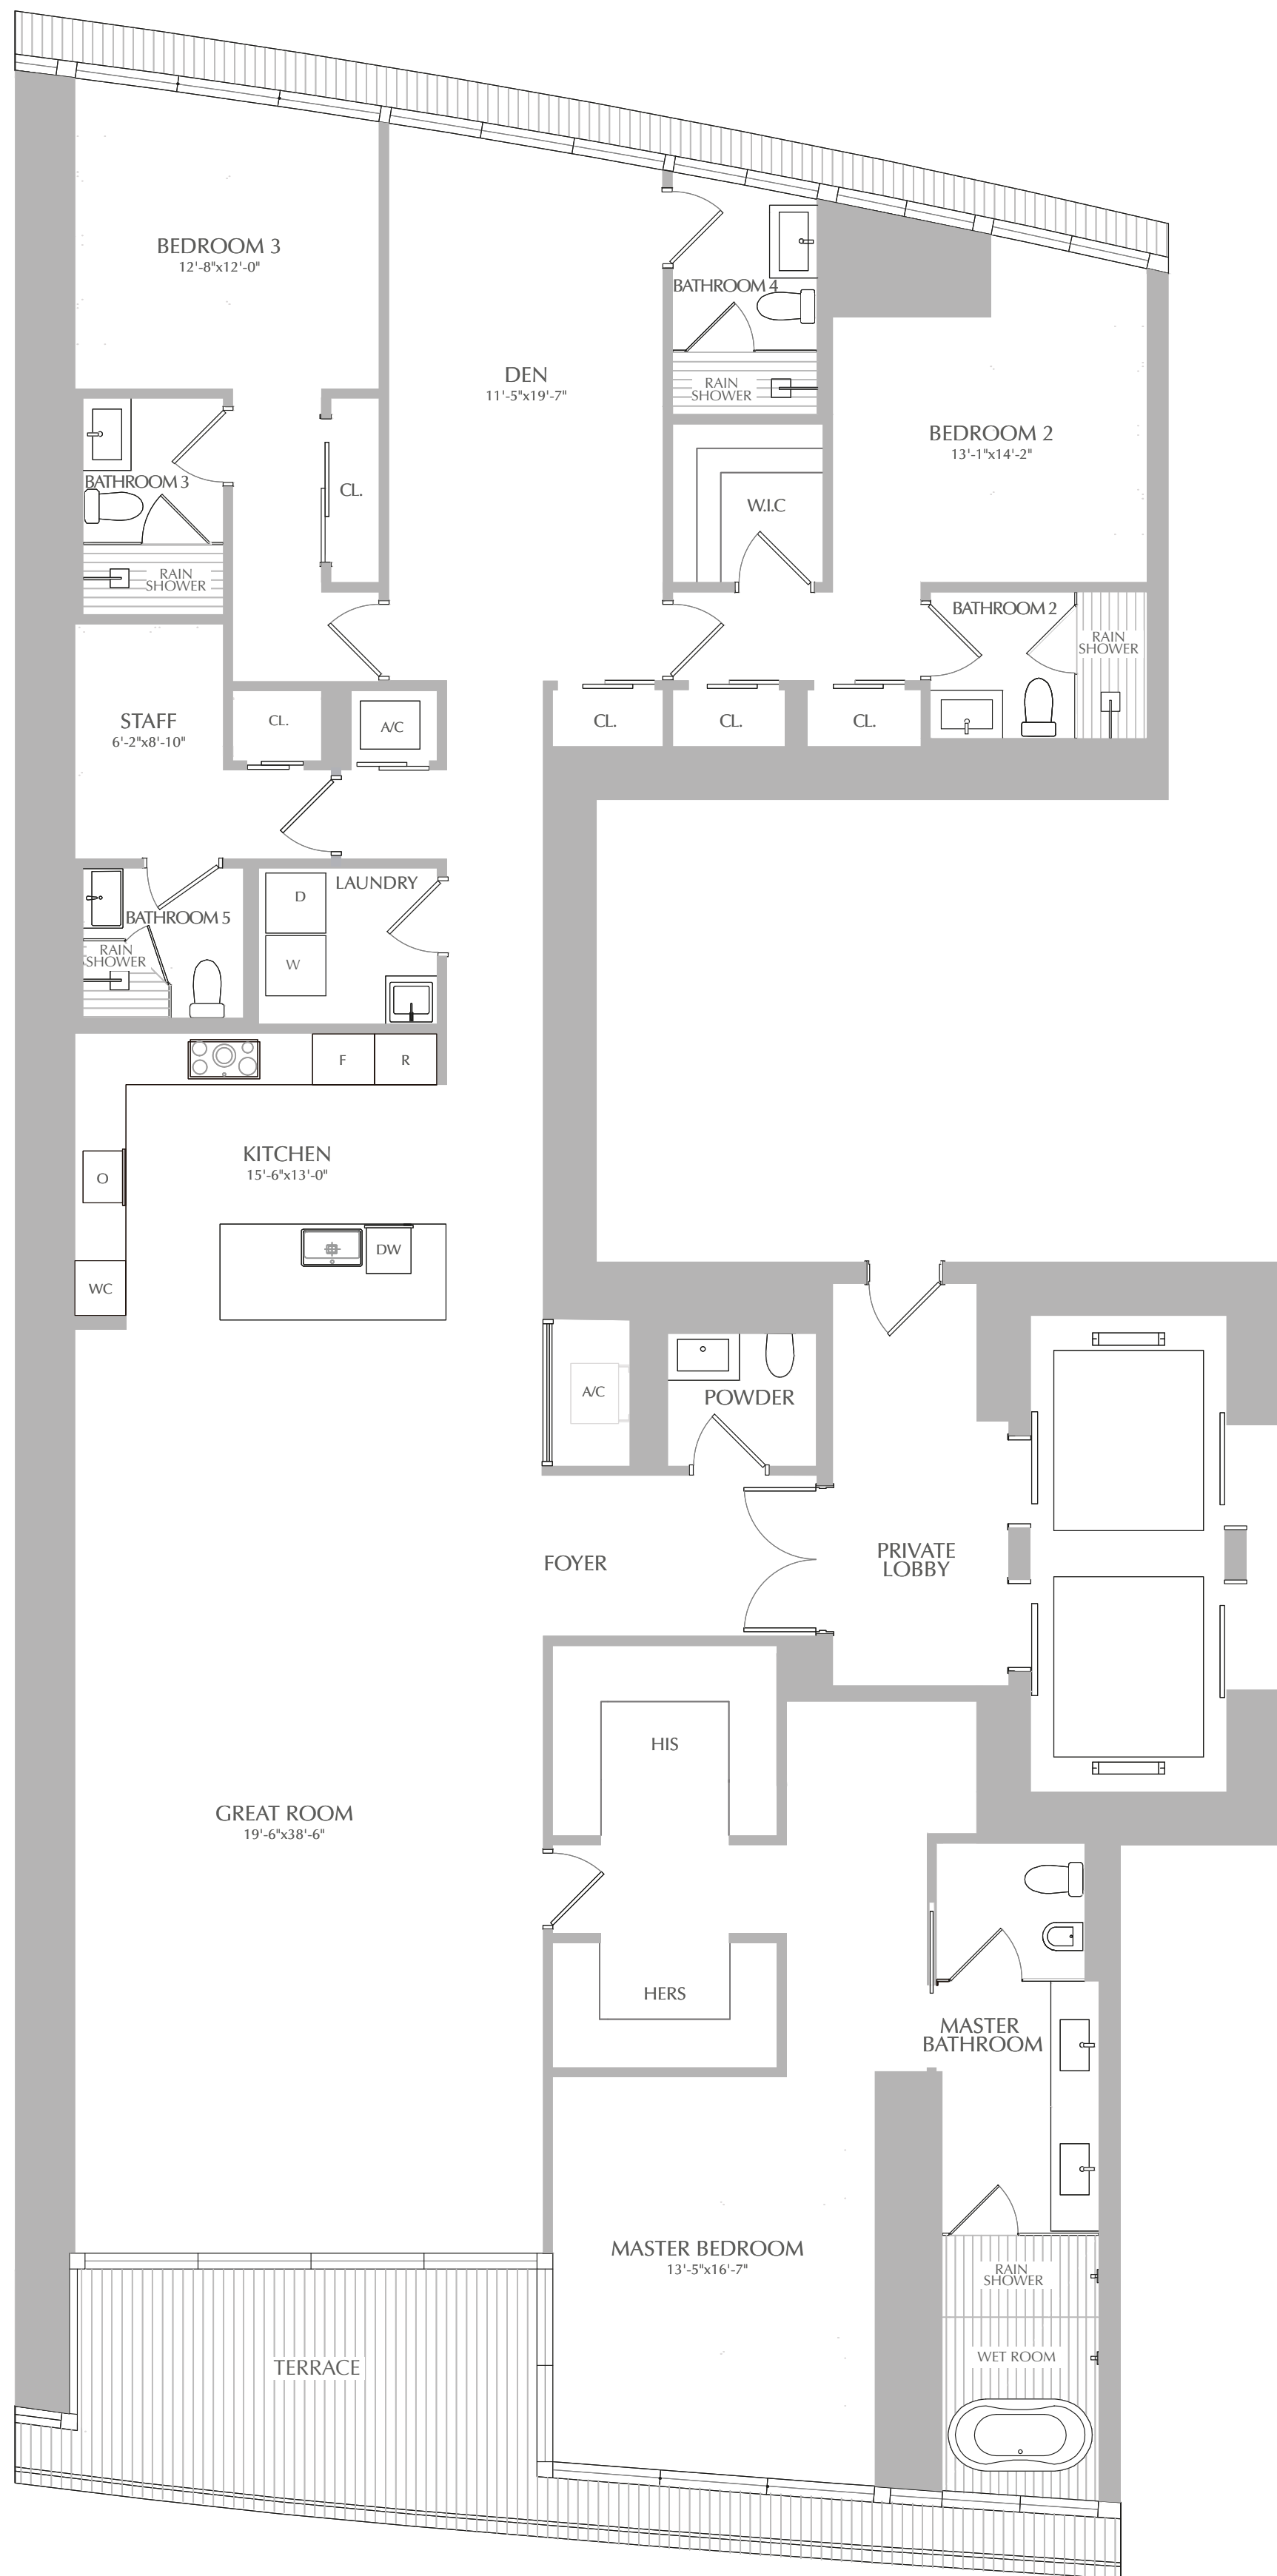 BEDROOM 3
12'-8"x12'-0"
BATHROOM 4
RAIN
SHOWER
DEN
11'-5"x19'-7"
BEDROOM 2
13'-1"x14'-2"
BATHROOM 3
CL.
W.I.C
RAIN
SHOWER
BATHROOM 2
RAIN
SHOWER
STAFF
6'-2"x8'-10"
CL.
A/C
CL.
CL.
CL.
LAUNDRY
D
W
BATHROOM 5
RAIN
SHOWER
F
R
KITCHEN
15'-6"x13'-0"
O
DW
WC
A/C
POWDER
FOYER
PRIVATE
LOBBY
HIS
GREAT ROOM
19'-6"x38'-6"
HERS
MASTER
BATHROOM
MASTER BEDROOM
13'-5"x16'-7"
RAIN
SHOWER
WET ROOM
TERRACE